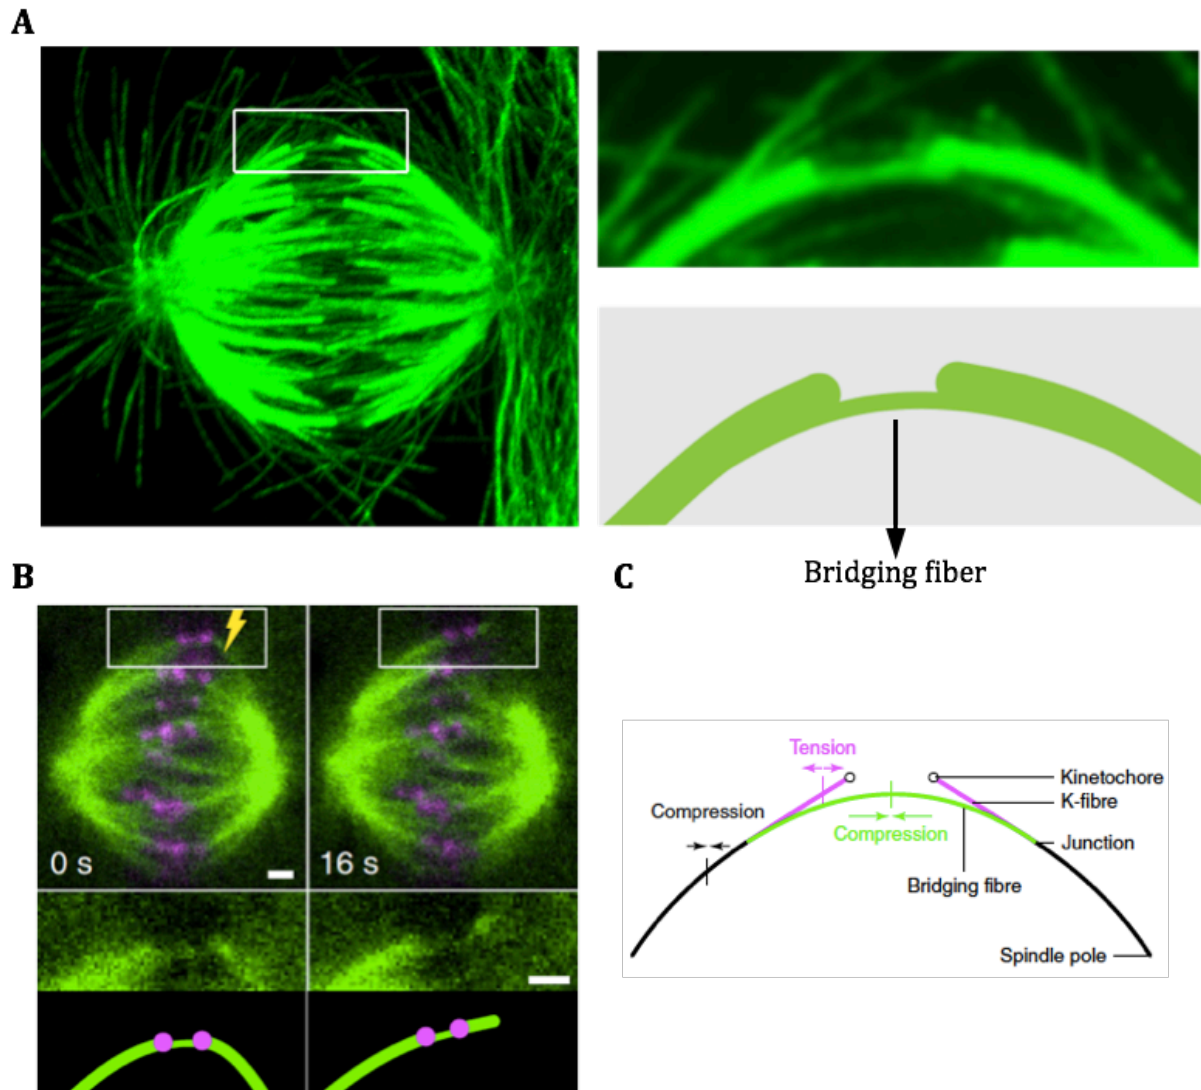 A
Bridging fiber
B
C
0 s
16 s
Tension
Kinetochore
K-fibre
Compression
Compression
Junction
Bridging fibre
Spindle pole